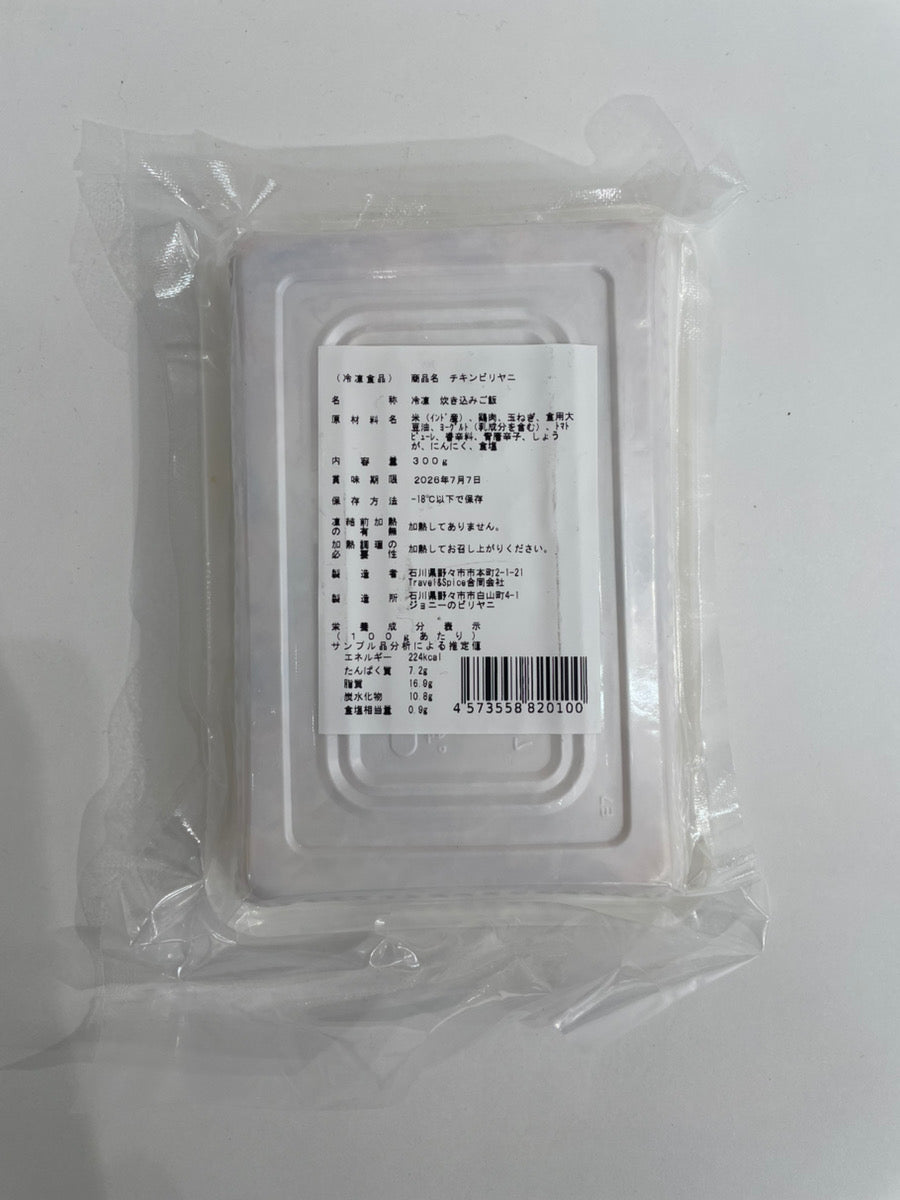 (冷凍食品) 商品名 チキンビリヤニ
名称 冷凍 炊き込みご飯
原材料名 米(インド産)、鶏肉、玉ねぎ、食用大
豆油、ヨーグルト(乳成分を含む)、トマト
ピューレ、香辛料、青唐辛子、しょう
が、にんにく、食塩
内容量 300g
賞味期限 2026年7月7日
保存方法 -18℃以下で保存
凍結前加熱
の有無 加熱してありません。
加熱調理の
必要性 加熱してお召し上がりください。
製造者 石川県野々市市本町2-1-21
Travel&Spice合同会社
製造所 石川県野々市市白山町4-1
ジョニーのビリヤニ
栄養成分表示
(100gあたり)
サンプル品分析による推定値
エネルギー 224kcal
たんぱく質 7.2g
脂質 16.9g
炭水化物 10.8g
食塩相当量 0.9g
4 573558 820100